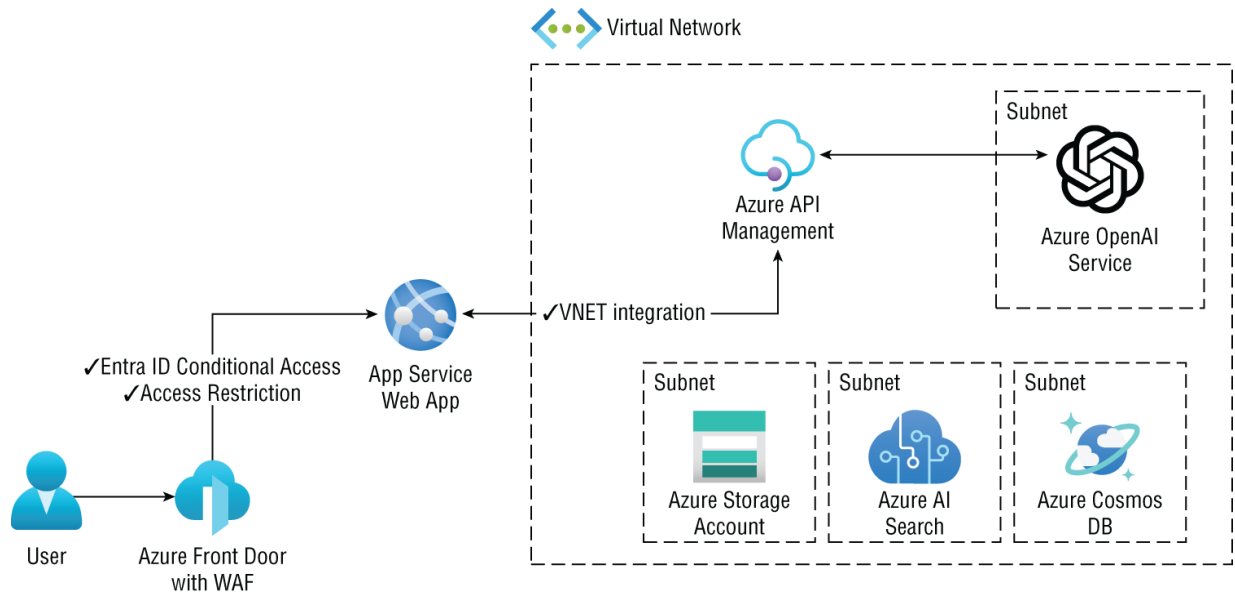 Virtual Network
Subnet
Azure API
Management
Azure OpenAI
Service
✓VNET integration
✓Entra ID Conditional Access
✓Access Restriction
App Service
Web App
Subnet
Subnet
Subnet
Azure Storage
Account
Azure AI
Search
Azure Cosmos
DB
User
Azure Front Door
with WAF